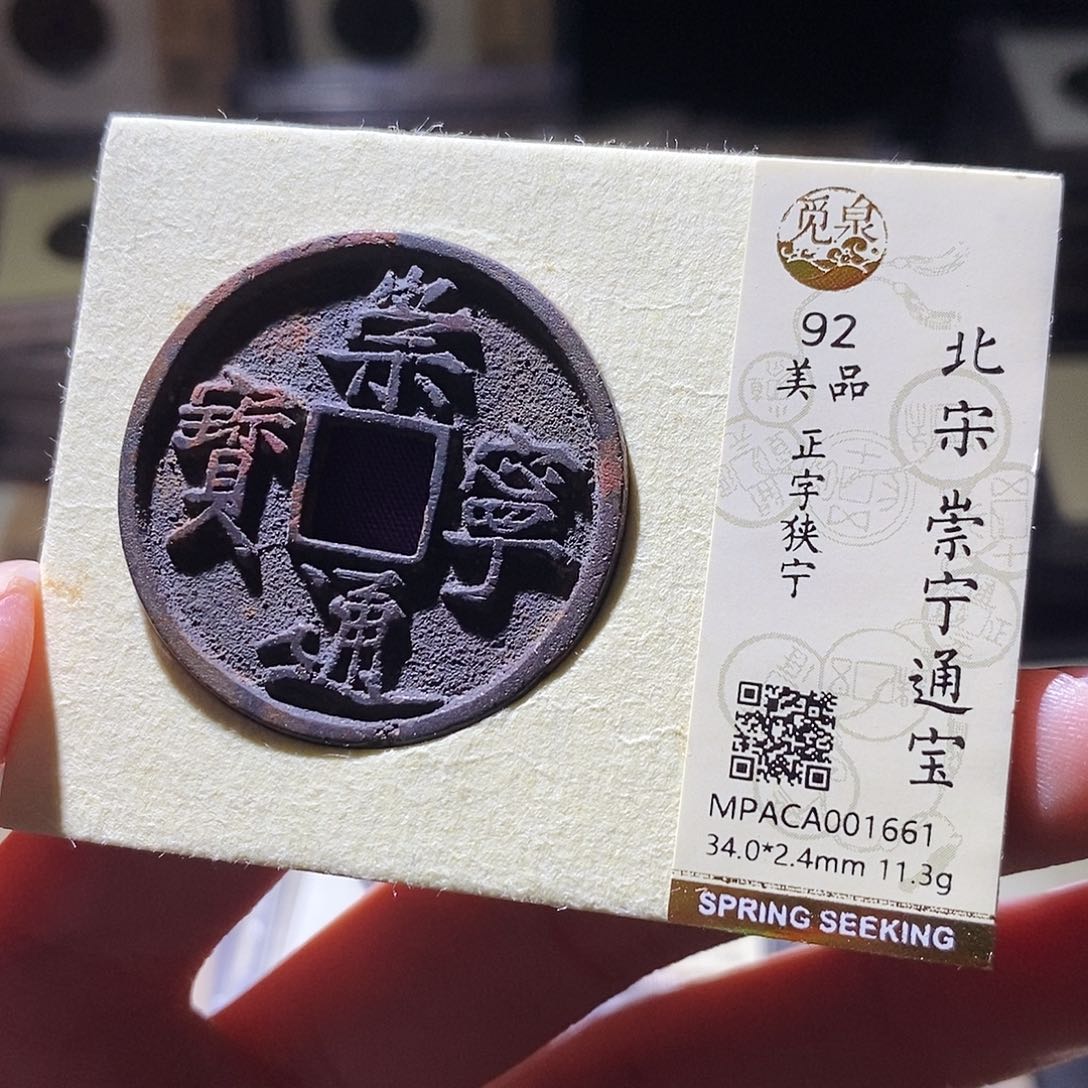 崇寧通寶
觅泉
92
美品
正字狭宁
北宋 崇宁通宝
MPACA001661
34.0*2.4mm 11.3g
SPRING SEEKING